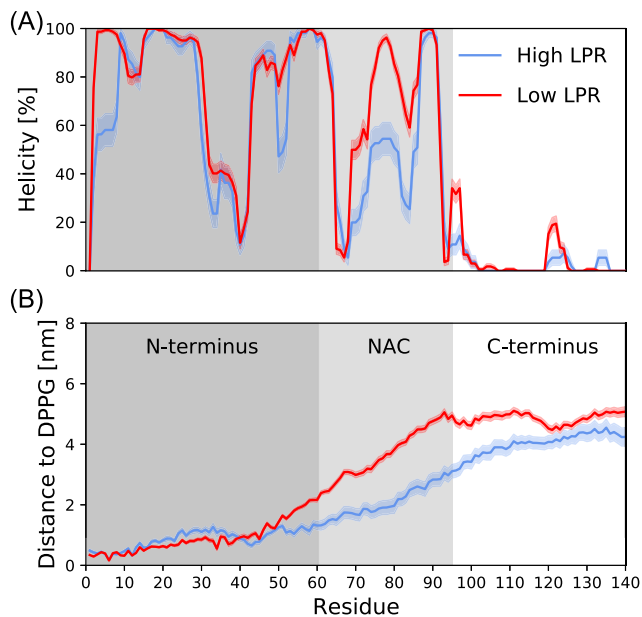 (A)
100
80
60
40
20
0
Helicity [%]
High LPR
Low LPR
(B)
8
6
4
2
0
Distance to DPPG [nm]
N-terminus NAC C-terminus
0 10 20 30 40 50 60 70 80 90 100 110 120 130 140
Residue